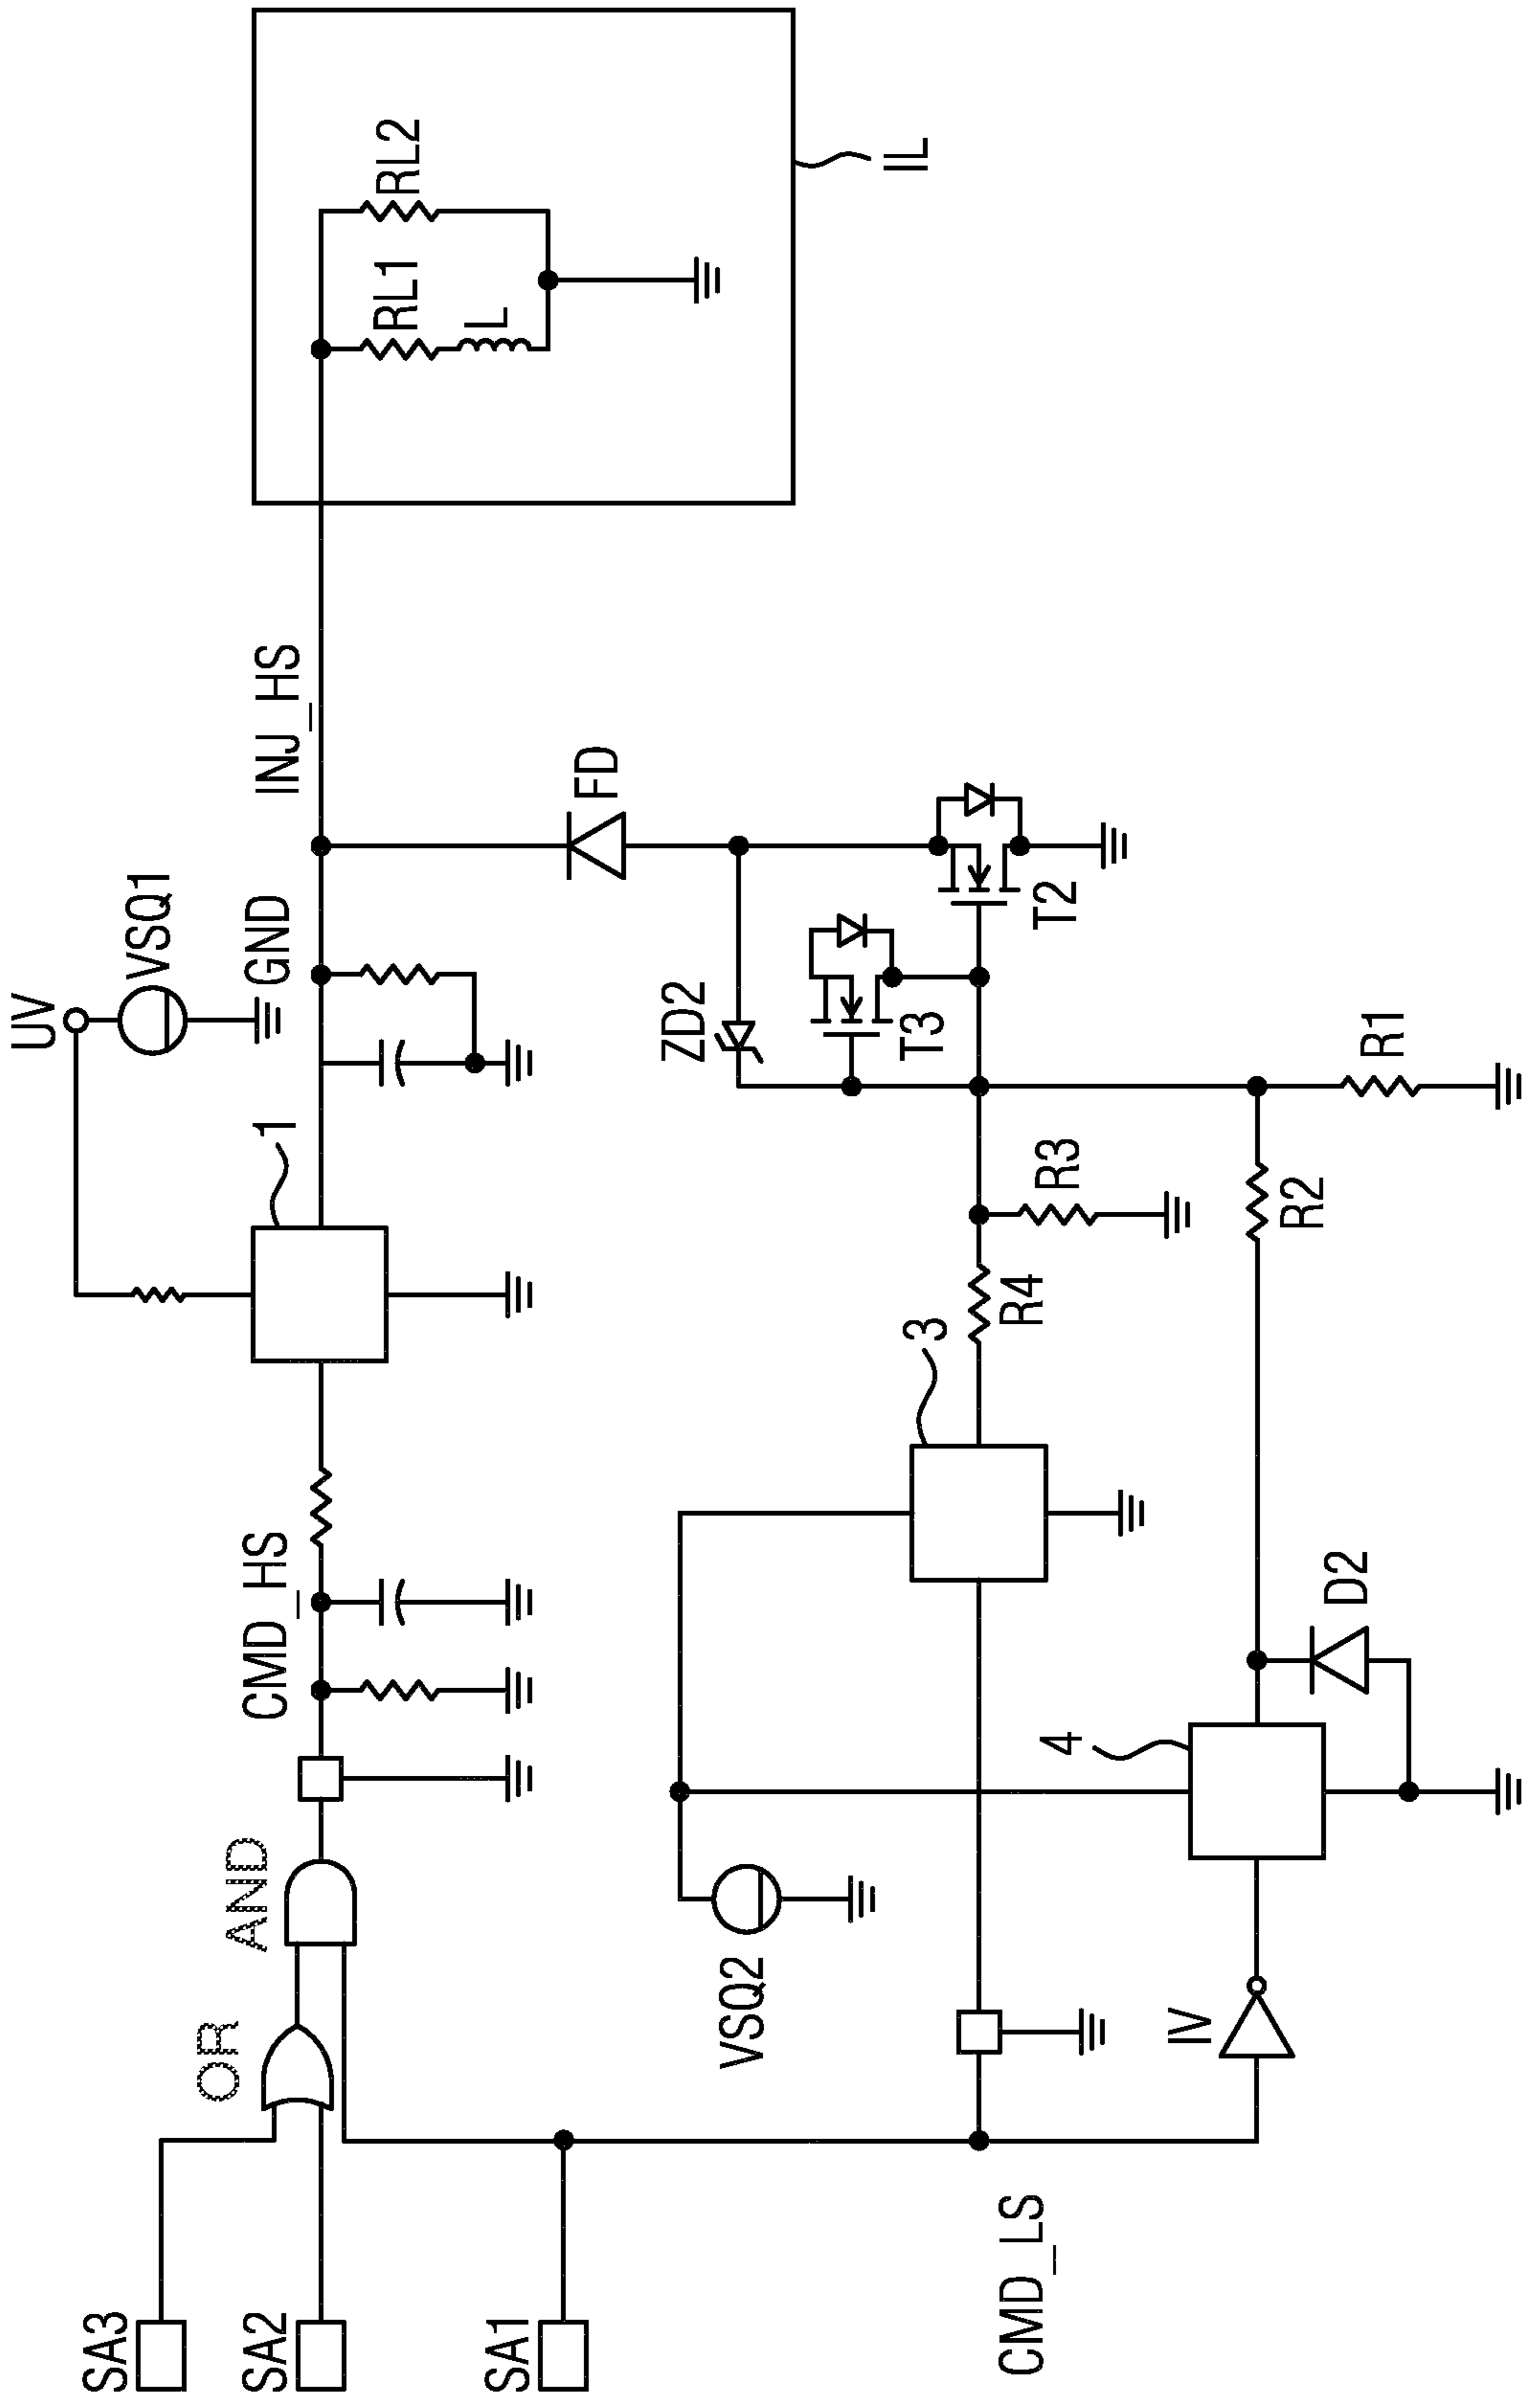 UV
VSQ1
GND
INJ_HS
RL1
RL2
L
IL
1
CMD_HS
AND
OR
SA3
SA2
SA1
FD
ZD2
T3
T2
R1
R3
R4
R2
3
VSQ2
4
D2
IV
CMD_LS